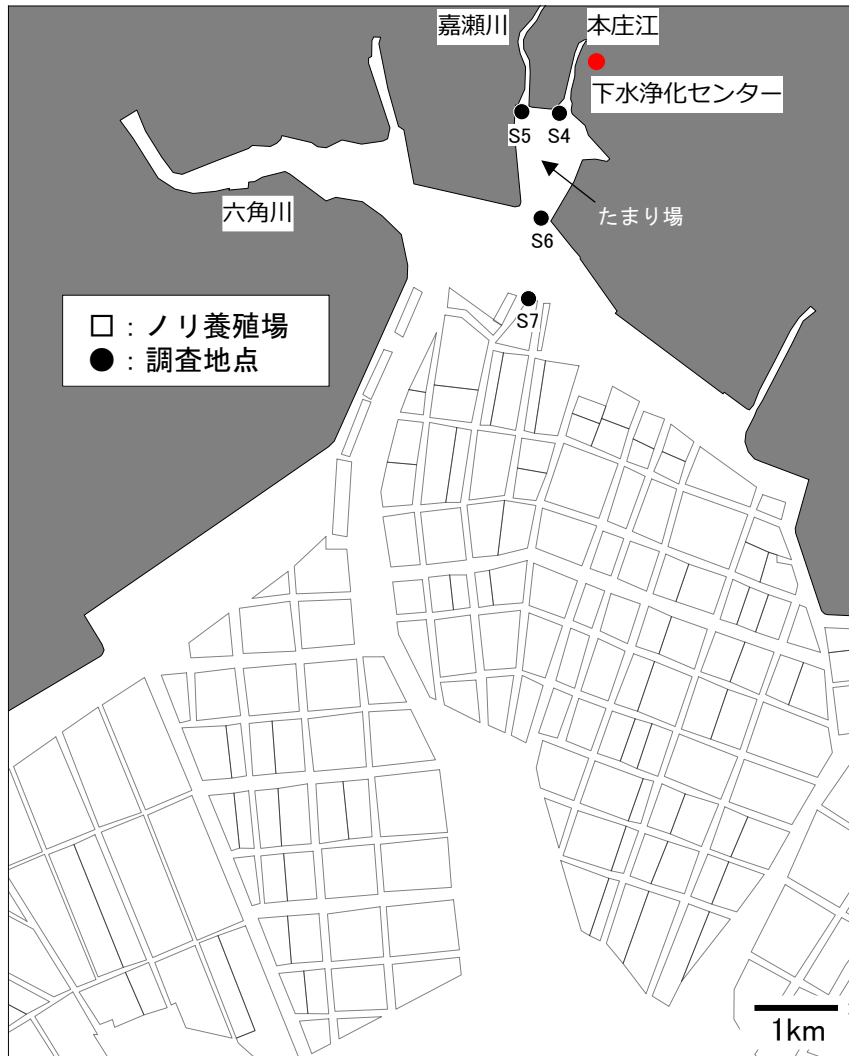 嘉瀬川
本庄江
下水浄化センター
S5
S4
六角川
たまり場
S6
S7
□：ノリ養殖場
●：調査地点
1km